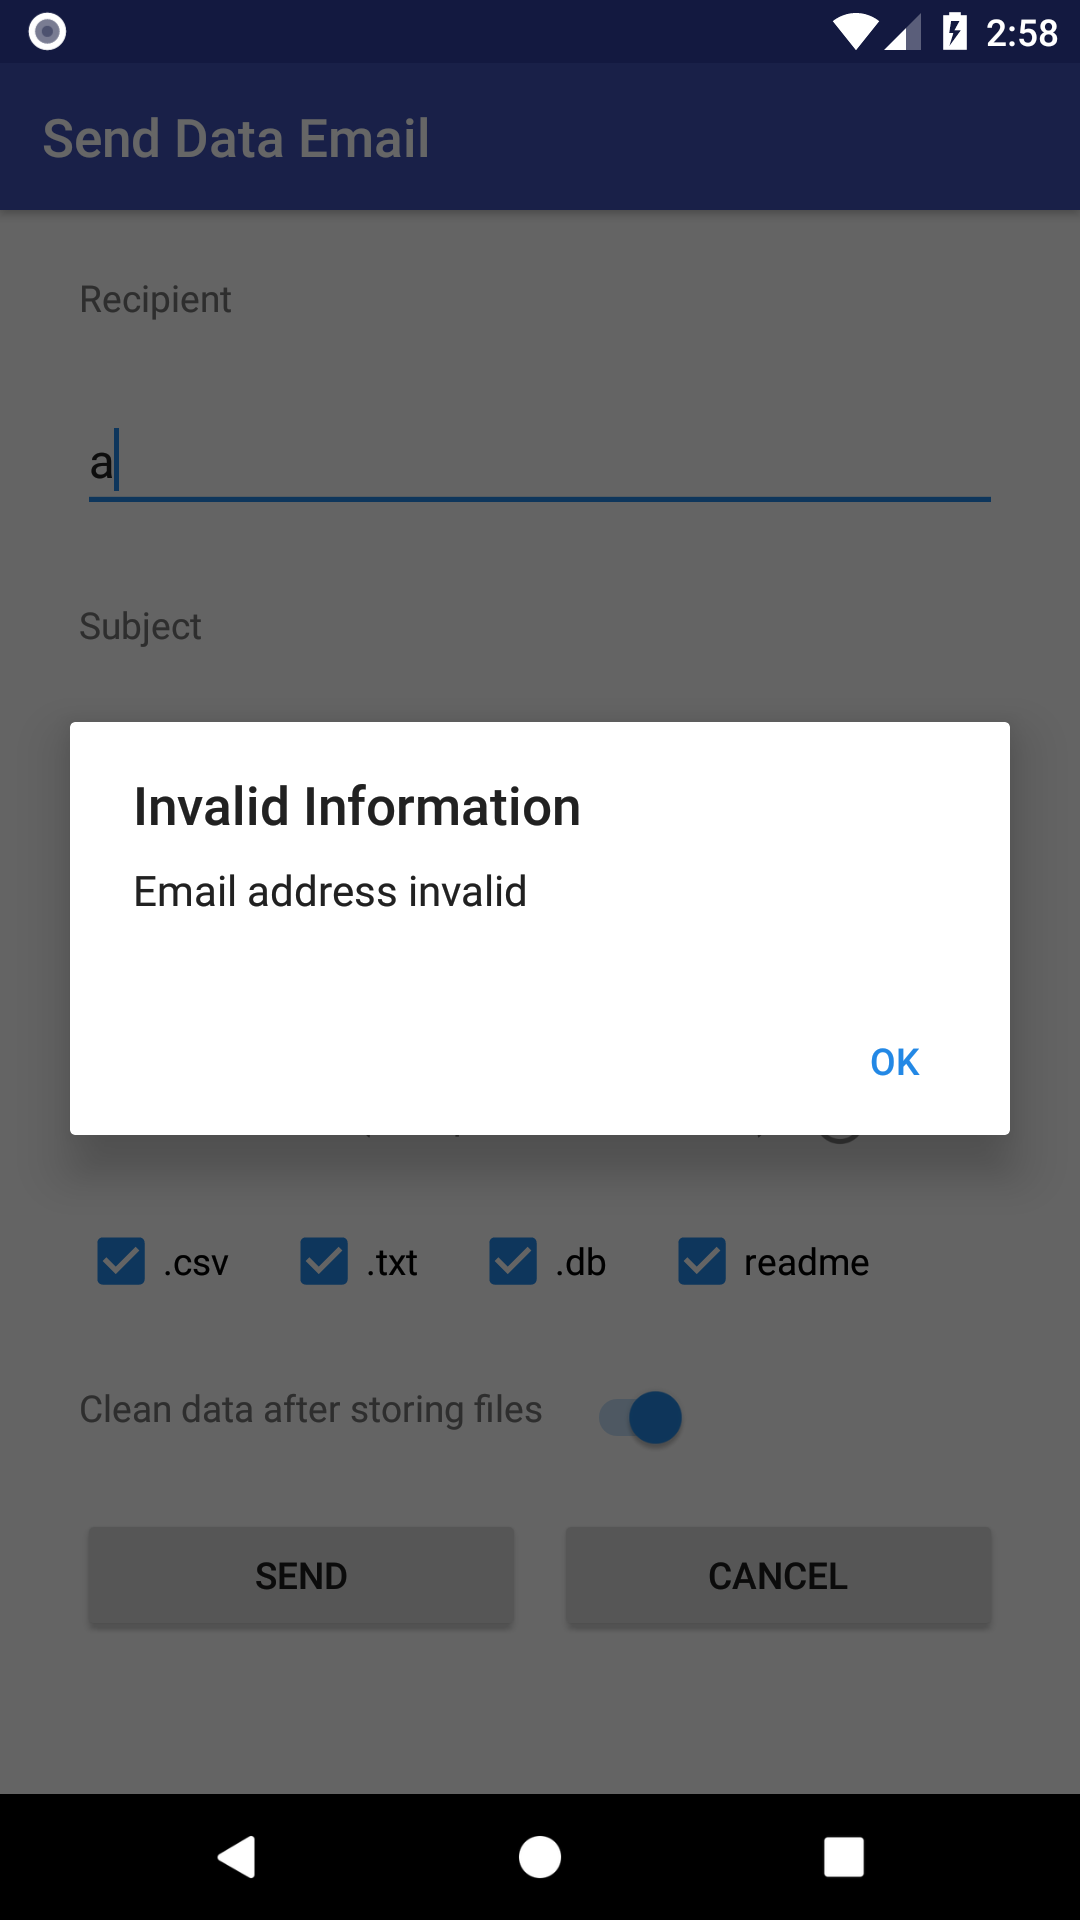 2:58
Send Data Email
Recipient
a
Subject
Invalid Information
Email address invalid
OK
.csv .txt .db readme
Clean data after storing files
SEND CANCEL